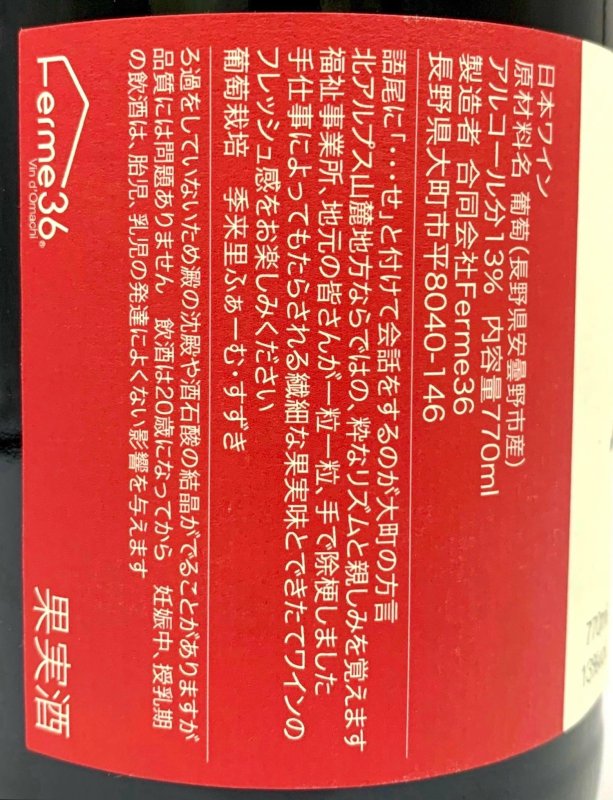 日本ワイン
原材料名 葡萄(長野県安曇野市産)
アルコール分13% 内容量770ml
製造者 合同会社Ferme36
長野県大町市平8040-146
語尾に「・・・せ」と付けて会話をするのが大町の方言
北アルプス山麓地方ならではの、粋なリズムと親しみを覚えます
福祉事業所、地元の皆さんが一粒一粒、手で除梗しました
手仕事によってもたらされる繊細な果実味とできたてワインの
フレッシュ感をお楽しみください
葡萄栽培 季来里ふぁーむ・すずき
ろ過をしていないため澱の沈殿や酒石酸の結晶がでることがありますが
品質には問題ありません 飲酒は20歳になってから 妊娠中、授乳期
の飲酒は、胎児、乳児の発達によくない影響を与えます
Ferme36®
Vin d'Omachi
果実酒
770m
13%